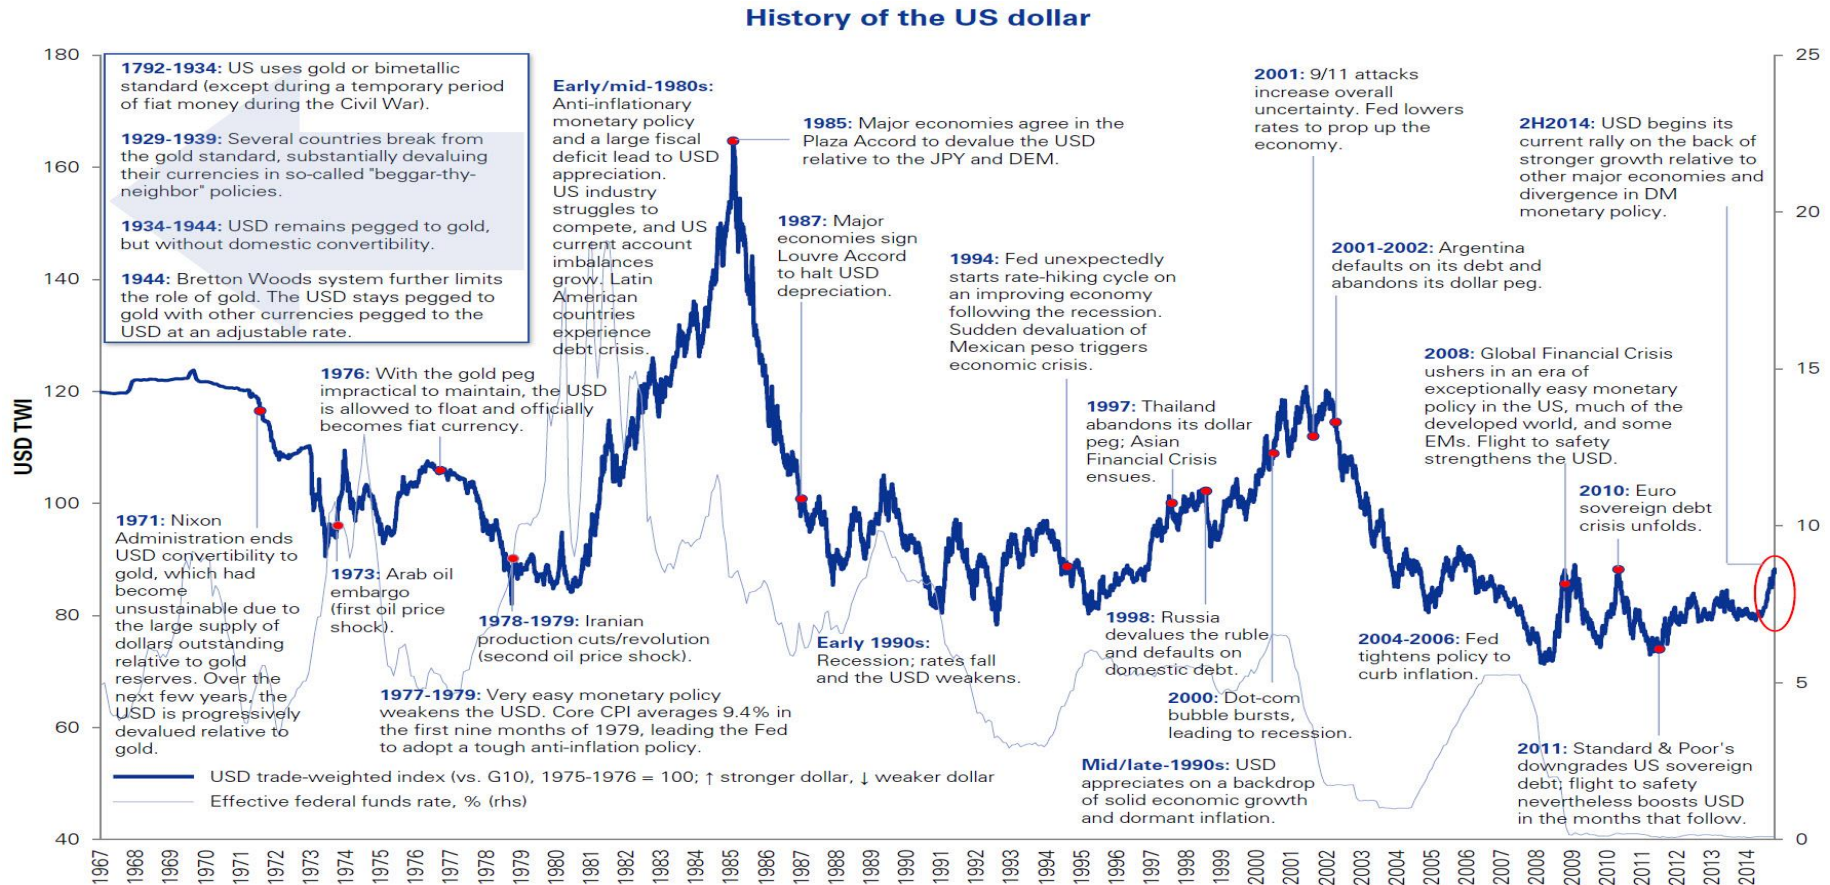 History of the US dollar
180
160
140
120
100
80
60
40
USD TWI
25
20
15
10
5
0
1792-1934: US uses gold or bimetallic
standard (except during a temporary period
of fiat money during the Civil War).
1929-1939: Several countries break from
the gold standard, substantially devaluing
their currencies in so-called "beggar-thy-
neighbor" policies.
1934-1944: USD remains pegged to gold,
but without domestic convertibility.
1944: Bretton Woods system further limits
the role of gold. The USD stays pegged to
gold with other currencies pegged to the
USD at an adjustable rate.
1971: Nixon
Administration ends
USD convertibility to
gold, which had
become
unsustainable due to
the large supply of
dollars outstanding
relative to gold
reserves. Over the
next few years, the
USD is progressively
devalued relative to
gold.
1973: Arab oil
embargo
(first oil price
shock).
1976: With the gold peg
impractical to maintain, the USD
is allowed to float and officially
becomes fiat currency.
1977-1979: Very easy monetary policy
weakens the USD. Core CPI averages 9.4% in
the first nine months of 1979, leading the Fed
to adopt a tough anti-inflation policy.
1978-1979: Iranian
production cuts/revolution
(second oil price shock).
Early/mid-1980s:
Anti-inflationary
monetary policy
and a large fiscal
deficit lead to USD
appreciation.
US industry
struggles to
compete, and US
current account
imbalances
grow. Latin
American
countries
experience
debt crisis.
1985: Major economies agree in the
Plaza Accord to devalue the USD
relative to the JPY and DEM.
1987: Major
economies sign
Louvre Accord
to halt USD
depreciation.
Early 1990s:
Recession; rates fall
and the USD weakens.
1994: Fed unexpectedly
starts rate-hiking cycle on
an improving economy
following the recession.
Sudden devaluation of
Mexican peso triggers
economic crisis.
Mid/late-1990s: USD
appreciates on a backdrop
of solid economic growth
and dormant inflation.
1997: Thailand
abandons its dollar
peg; Asian
Financial Crisis
ensues.
1998: Russia
devalues the ruble
and defaults on
domestic debt.
2000: Dot-com
bubble bursts,
leading to recession.
2001: 9/11 attacks
increase overall
uncertainty. Fed lowers
rates to prop up the
economy.
2001-2002: Argentina
defaults on its debt and
abandons its dollar peg.
2004-2006: Fed
tightens policy to
curb inflation.
2008: Global Financial Crisis
ushers in an era of
exceptionally easy monetary
policy in the US, much of the
developed world, and some
EMs. Flight to safety
strengthens the USD.
2010: Euro
sovereign debt
crisis unfolds.
2011: Standard & Poor's
downgrades US sovereign
debt; flight to safety
nevertheless boosts USD
in the months that follow.
2H2014: USD begins its
current rally on the back of
stronger growth relative to
other major economies and
divergence in DM
monetary policy.
USD trade-weighted index (vs. G10), 1975-1976 = 100; ↑ stronger dollar, ↓ weaker dollar
Effective federal funds rate, % (rhs)
1967
1968
1969
1970
1971
1972
1973
1974
1975
1976
1977
1978
1979
1980
1981
1982
1983
1984
1985
1986
1987
1988
1989
1990
1991
1992
1993
1994
1995
1996
1997
1998
1999
2000
2001
2002
2003
2004
2005
2006
2007
2008
2009
2010
2011
2012
2013
2014